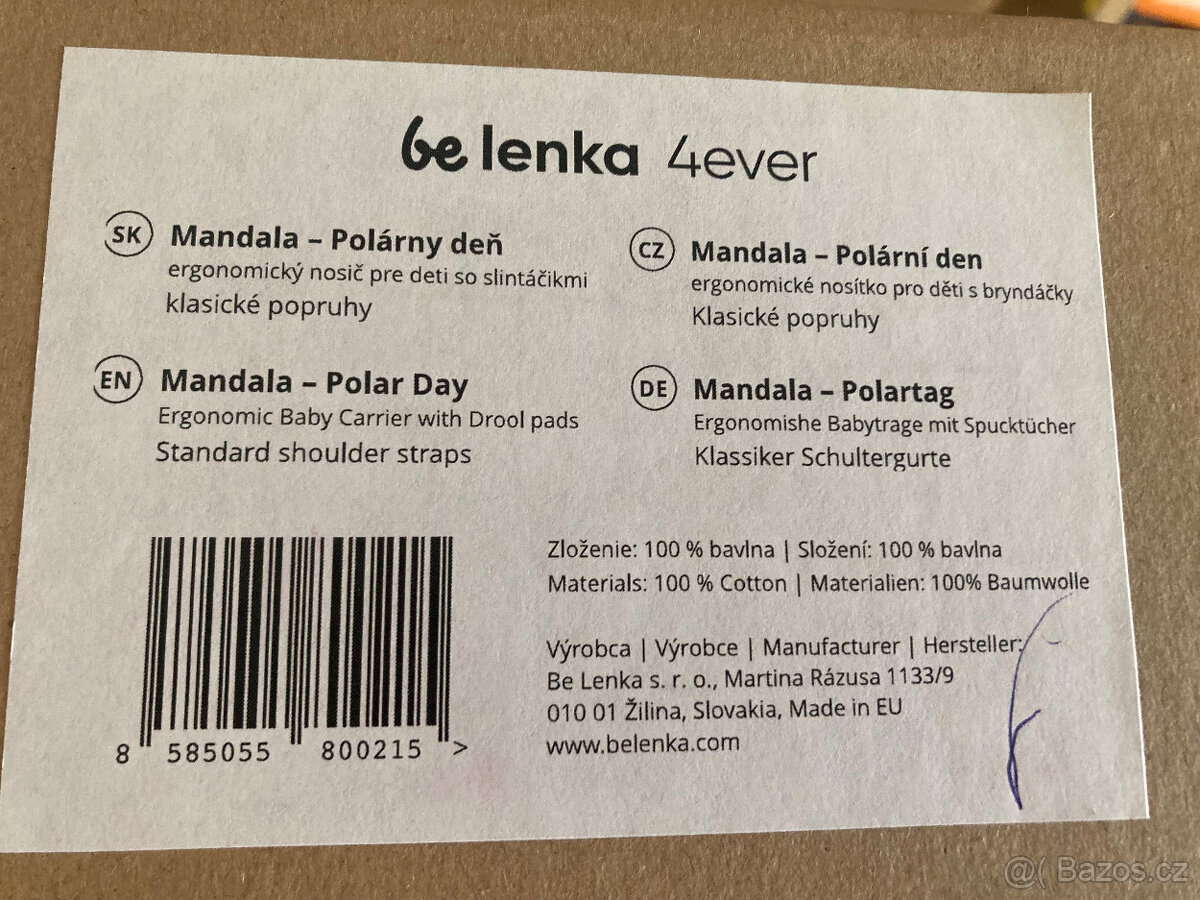 be lenka 4ever
SK Mandala – Polárny deň
ergonomický nosič pre deti so slintáčikmi
klasické popruhy
CZ Mandala – Polární den
ergonomické nosítko pro děti s bryndáčky
Klasické popruhy
EN Mandala – Polar Day
Ergonomic Baby Carrier with Drool pads
Standard shoulder straps
DE Mandala – Polartag
Ergonomishe Babytrage mit Spucktücher
Klassiker Schultergurte
8 585055 800215 >
Zloženie: 100 % bavlna | Složení: 100 % bavlna
Materials: 100 % Cotton | Materialien: 100% Baumwolle
Výrobca | Výrobce | Manufacturer | Hersteller:
Be Lenka s. r. o., Martina Rázusa 1133/9
010 01 Žilina, Slovakia, Made in EU
www.belenka.com
@( Bazos.cz